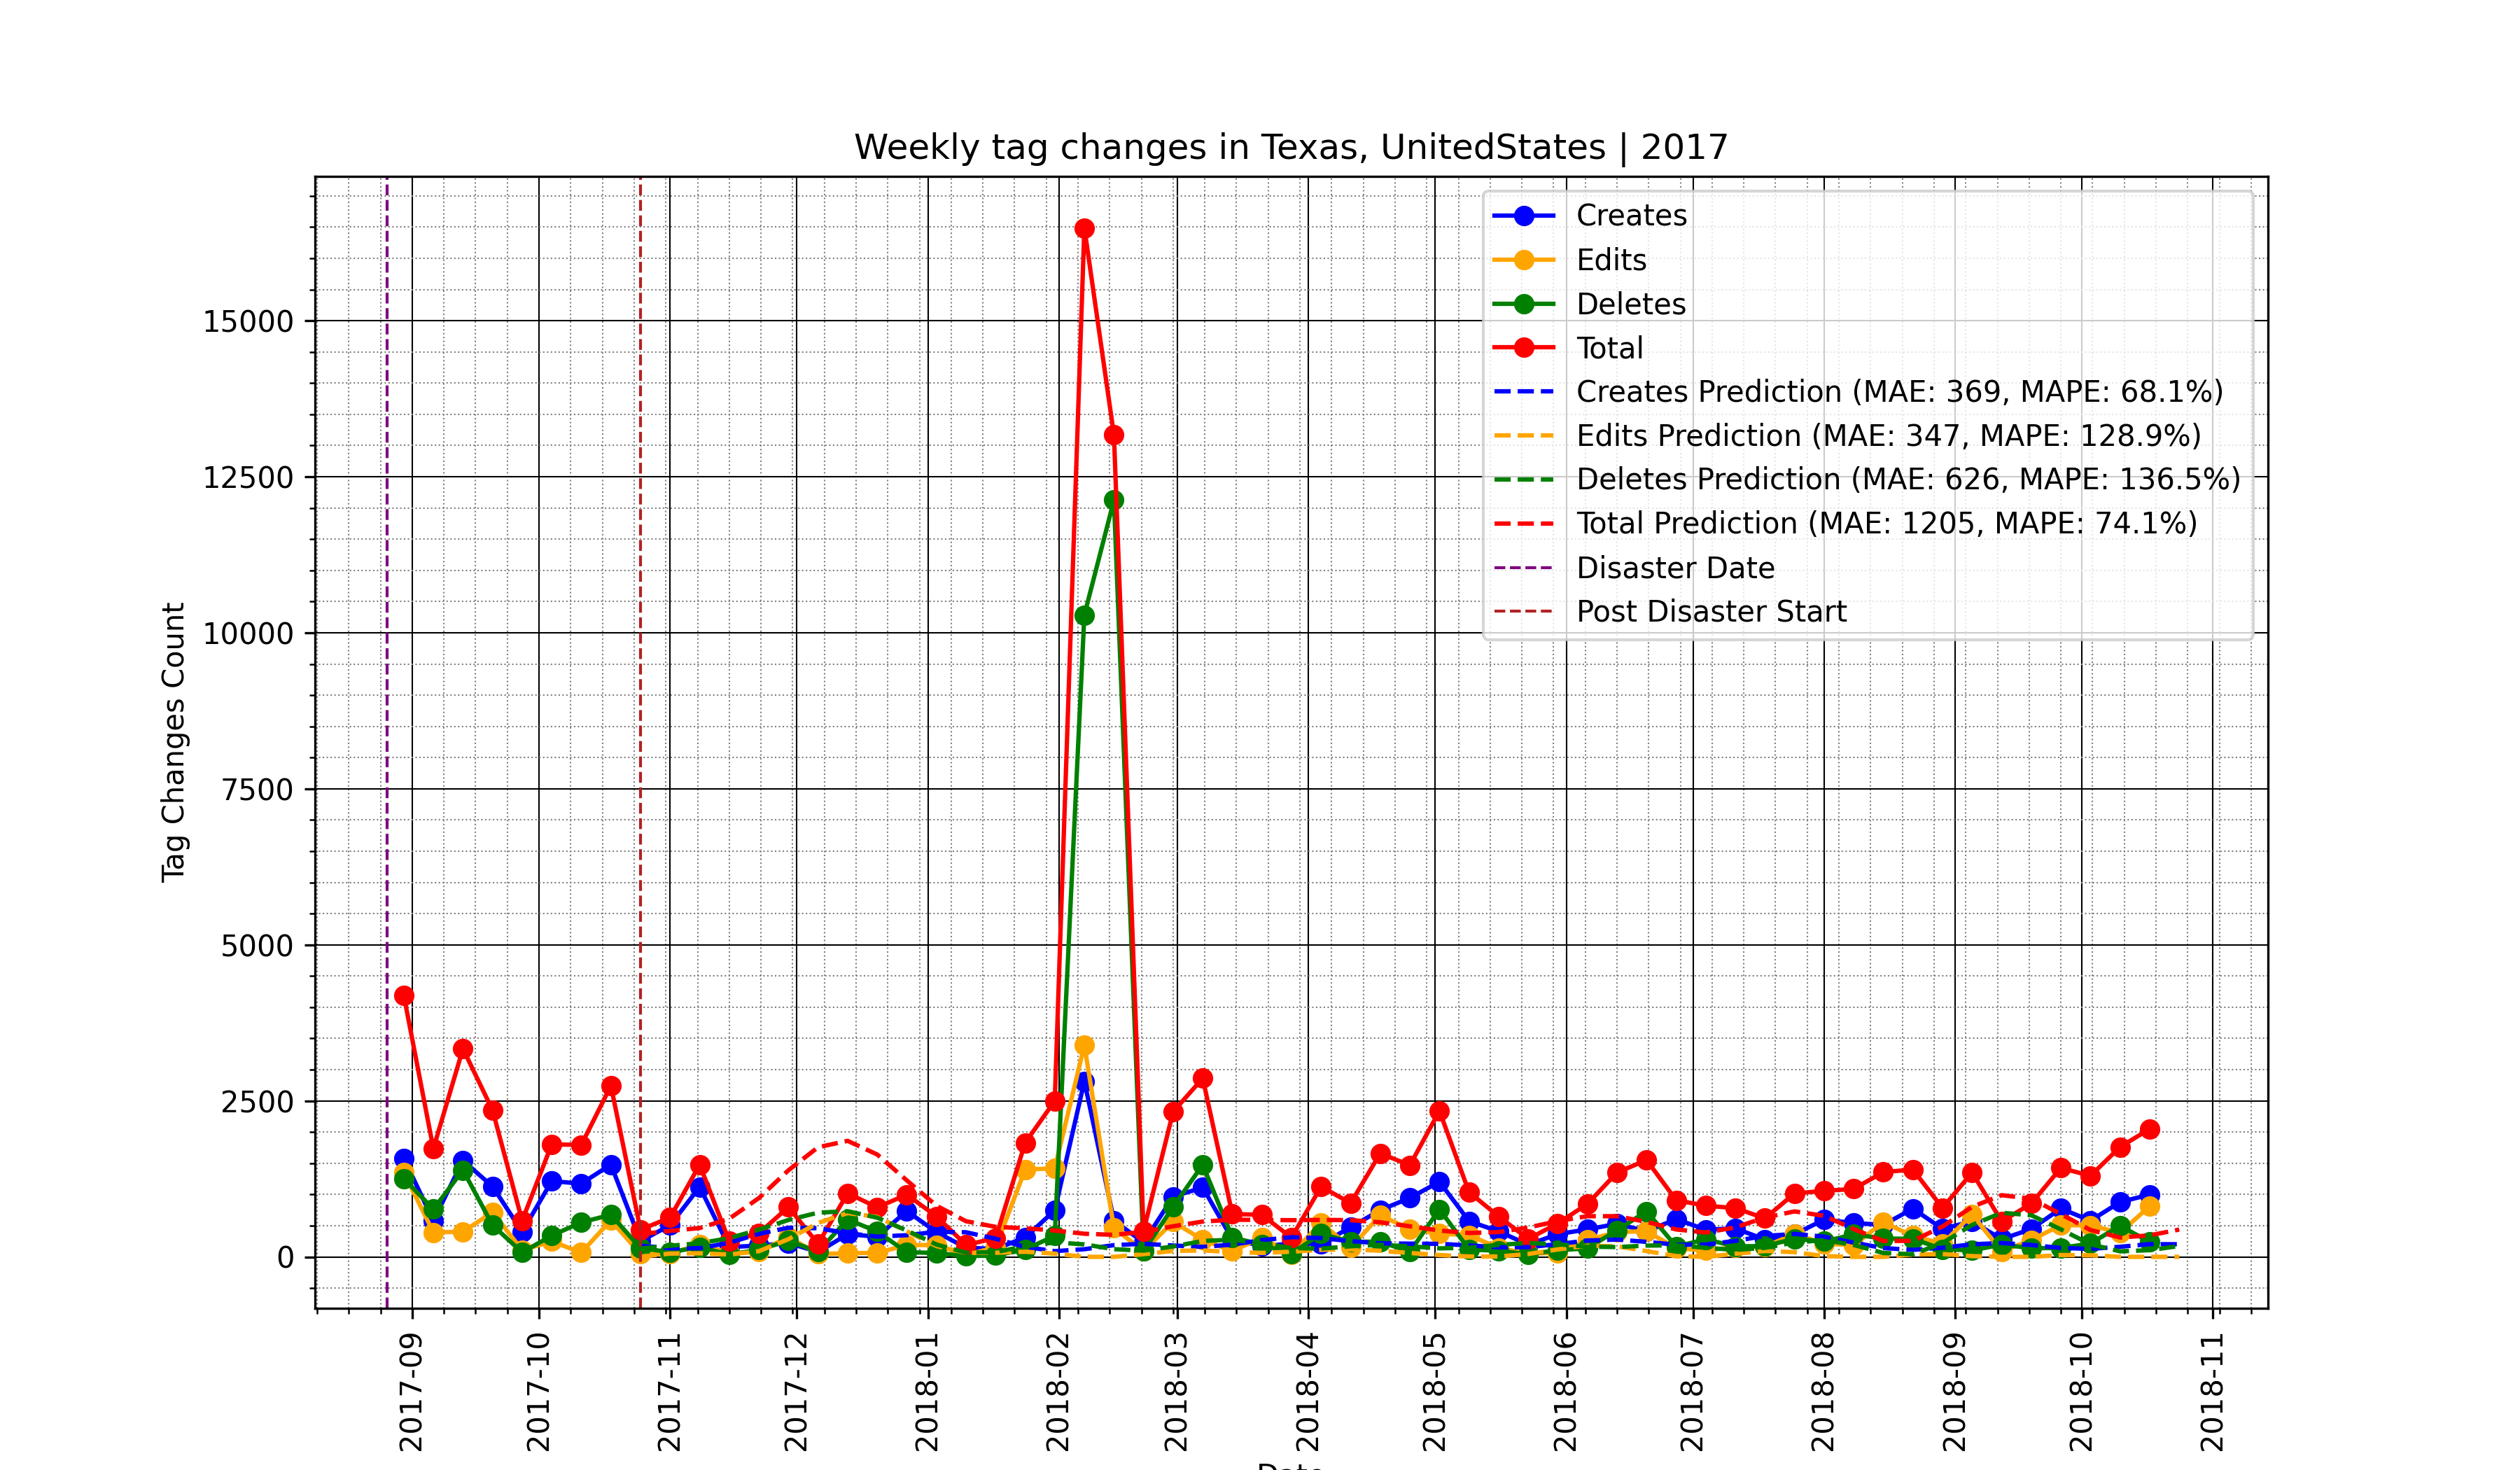 Weekly tag changes in Texas, UnitedStates | 2017
Creates
Edits
Deletes
Total
Creates Prediction (MAE: 369, MAPE: 68.1%)
Edits Prediction (MAE: 347, MAPE: 128.9%)
Deletes Prediction (MAE: 626, MAPE: 136.5%)
Total Prediction (MAE: 1205, MAPE: 74.1%)
Disaster Date
Post Disaster Start
Tag Changes Count
15000
12500
10000
7500
5000
2500
0
2017-09
2017-10
2017-11
2017-12
2018-01
2018-02
2018-03
2018-04
2018-05
2018-06
2018-07
2018-08
2018-09
2018-10
2018-11
Date